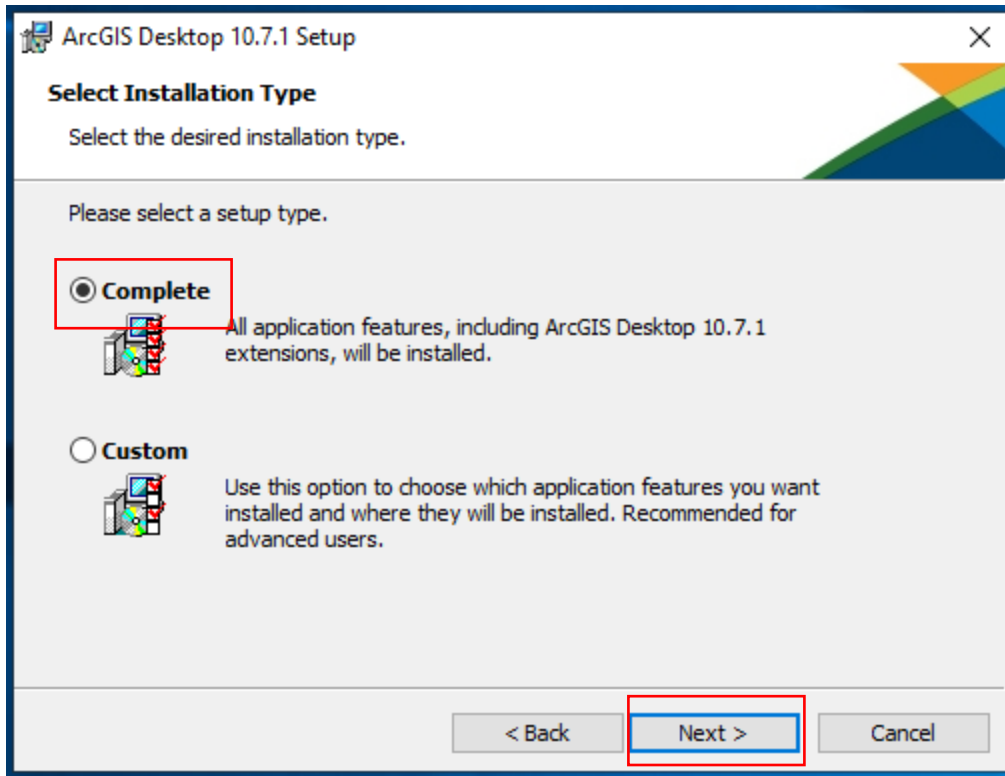 ArcGIS Desktop 10.7.1 Setup
Select Installation Type
Select the desired installation type.
Please select a setup type.
Complete
All application features, including ArcGIS Desktop 10.7.1
extensions, will be installed.
Custom
Use this option to choose which application features you want
installed and where they will be installed. Recommended for
advanced users.
< Back
Next >
Cancel